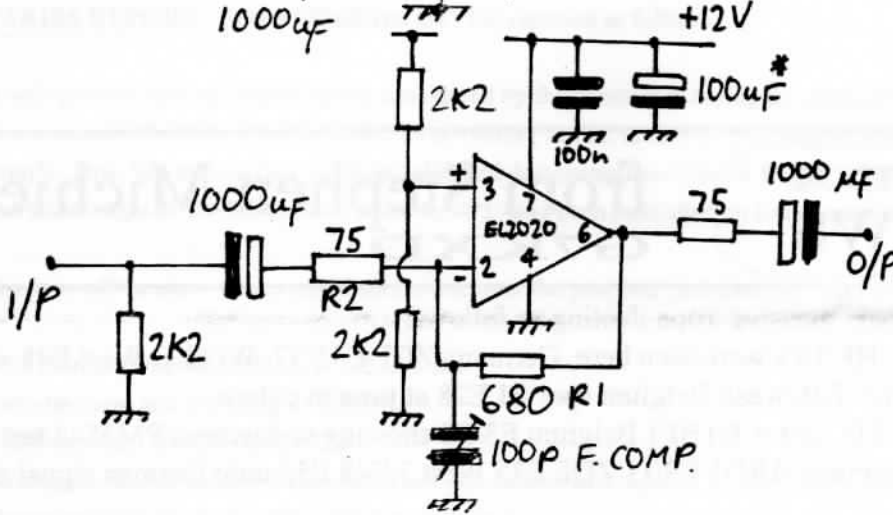 1000uF
+12V
2K2
100uF*
100n
1000uF
75
R2
I/P
2K2
2K2
+
3
7
EL2020
6
-
2
4
75
1000 µF
O/P
680 R1
100p F. COMP.